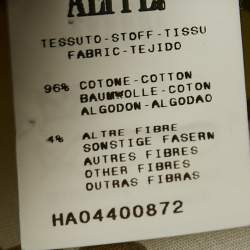 TESSUTO-STOFF-TISSU
FABRIC-TEJIDO
96% COTONE-COTTON
BAUMWOLLE-COTON
ALGODON-ALGODAO
4% ALTRE FIBRE
SONSTIGE FASERN
AUTRES FIBRES
OTHER FIBRES
OUTRAS FIBRAS
HA04400872